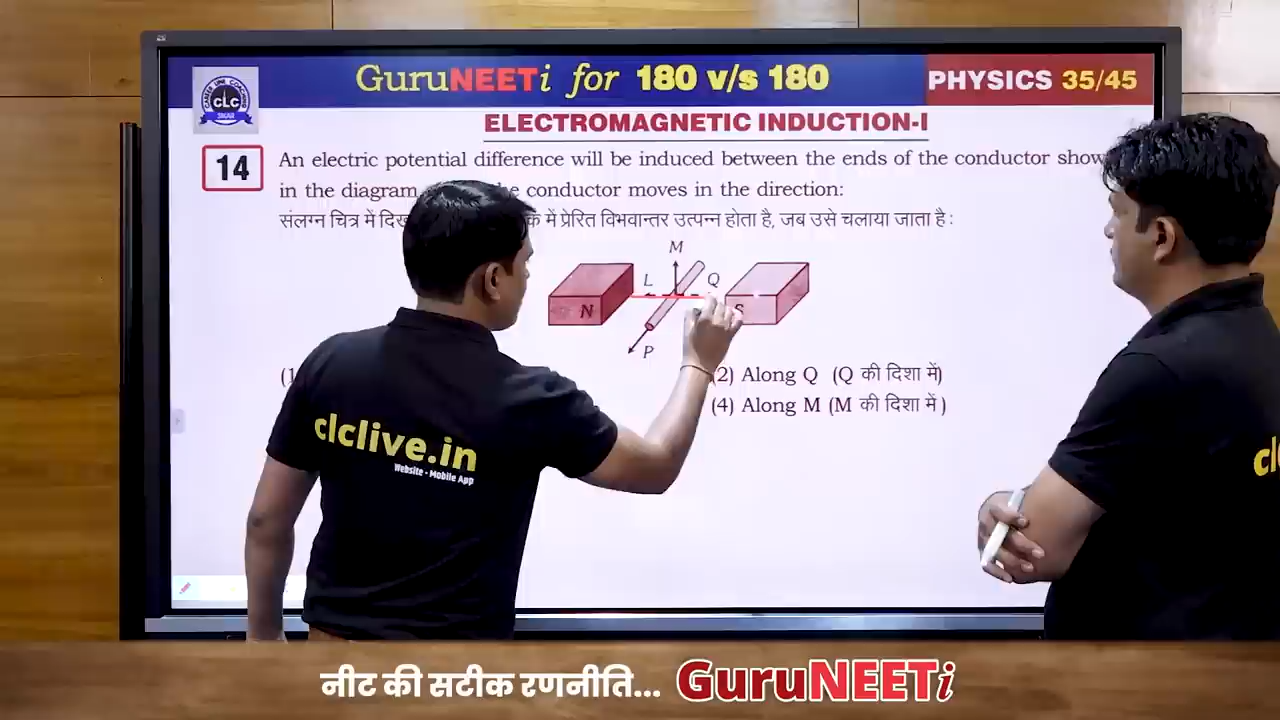 GuruNEETi for 180 v/s 180
PHYSICS 35/45
CLC
SIKAR
ELECTROMAGNETIC INDUCTION-I
14
An electric potential difference will be induced between the ends of the conductor
in the diagram conductor moves in the direction:
संलग्न चित्र में में प्रेरित विभवान्तर उत्पन्न होता है, जब उसे चलाया जाता है :
M
L
Q
N
S
P
(2) Along Q (Q की दिशा में)
(4) Along M (M की दिशा में )
clclive.in
Website - Mobile App
नीट की सटीक रणनीति... GuruNEETi